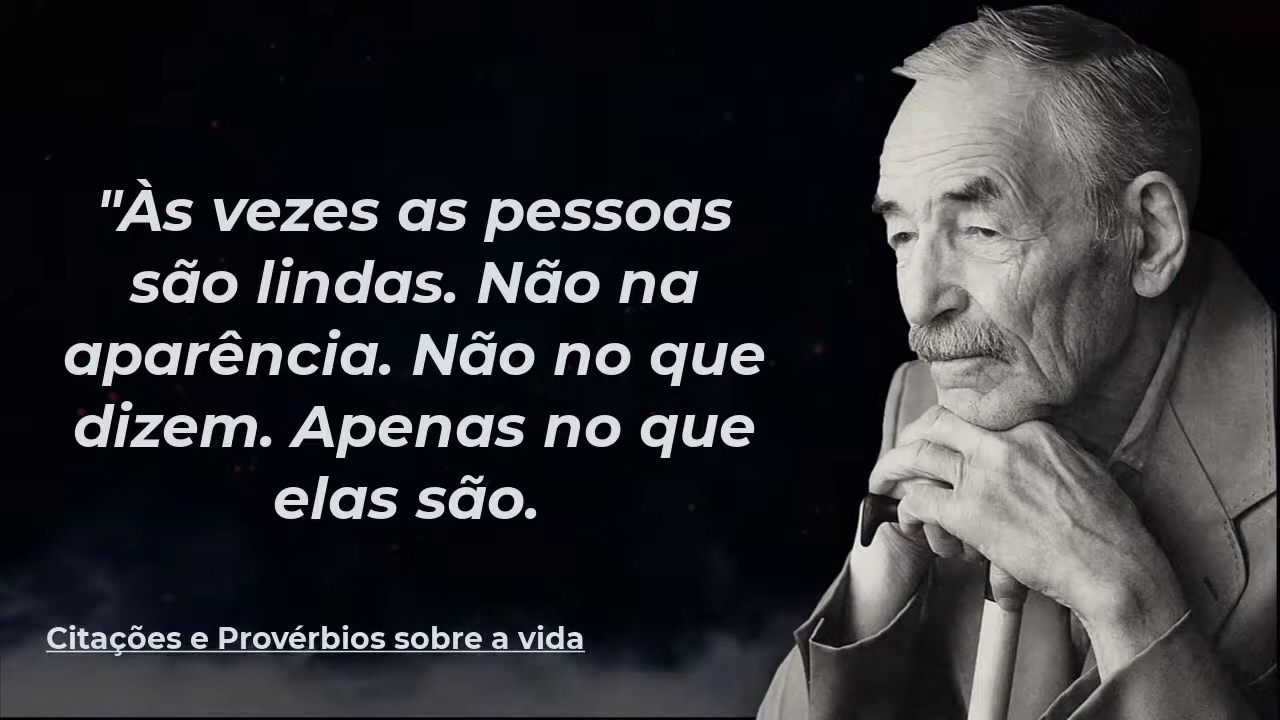 "Às vezes as pessoas
são lindas. Não na
aparência. Não no que
dizem. Apenas no que
elas são.
Citações e Provérbios sobre a vida